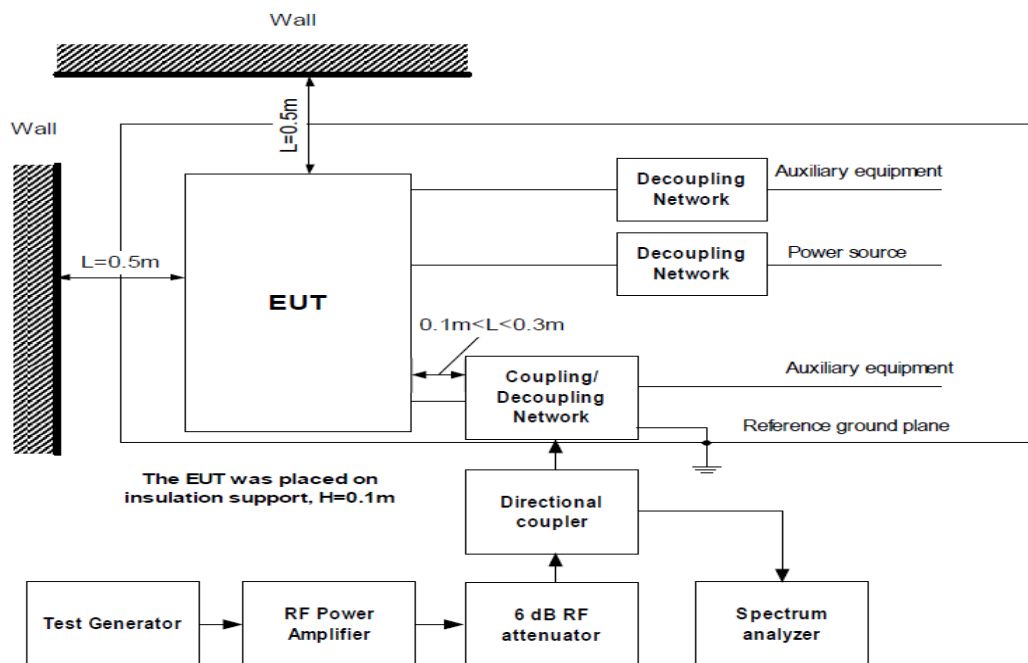 Wall
Wall
L=0.5m
Decoupling
Network
Auxiliary equipment
L=0.5m
Decoupling
Network
Power source
EUT
0.1m<L<0.3m
Coupling/
Decoupling
Network
Auxiliary equipment
Reference ground plane
The EUT was placed on
insulation support, H=0.1m
Directional
coupler
Test Generator
RF Power
Amplifier
6 dB RF
attenuator
Spectrum
analyzer